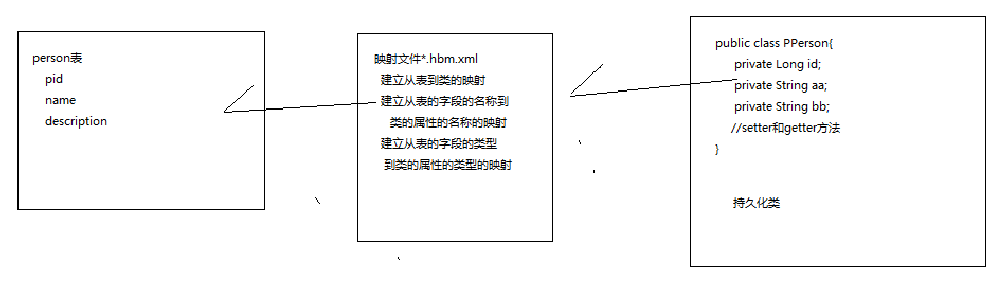 person表
pid
name
description
映射文件*.hbm.xml
建立从表到类的映射
建立从表的字段的名称到
类的属性的名称的映射
建立从表的字段的类型
到类的属性的类型的映射
public class PPerson{
private Long id;
private String aa;
private String bb;
//setter和getter方法
}
持久化类